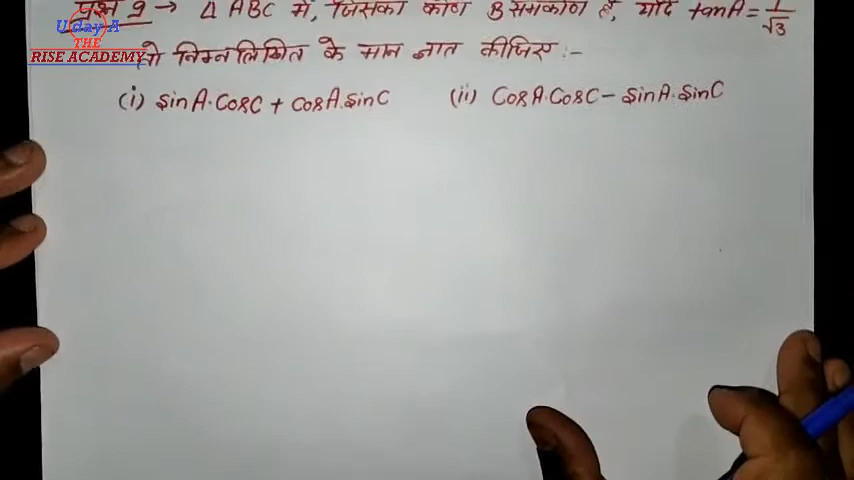 प्रश्न 9 → Δ ABC में, जिसका कोण B समकोण है, यदि tanA = 1/√3
तो निम्नलिखित के मान ज्ञात कीजिए :-
(i) sinA·CosC + CosA.sinC (ii) CosA·CosC - sinA·sinC
Uday A
THE
RISE ACADEMY